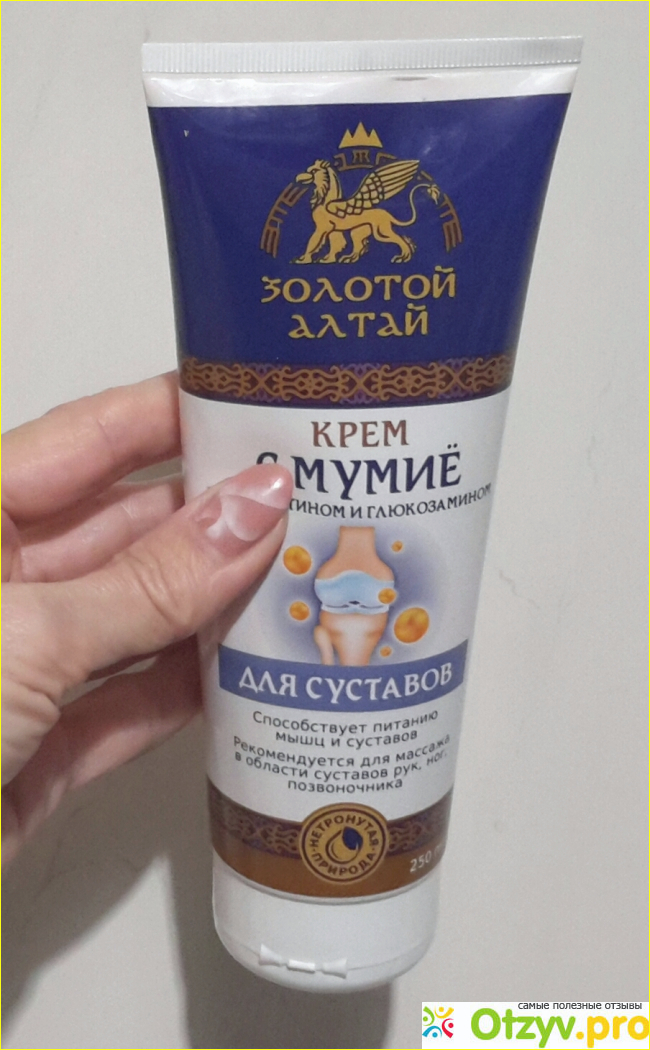 ЗОЛОТОЙ
АЛТАЙ
КРЕМ
С МУМИЁ
ТИНОМ И ГЛЮКОЗАМИНОМ
ДЛЯ СУСТАВОВ
Способствует питанию
мышц и суставов
Рекомендуется для массажа
в области суставов рук, ног,
позвоночника
НЕТРОНУТАЯ
ПРИРОДА
250
самые полезные отзывы
Otzyv.pro